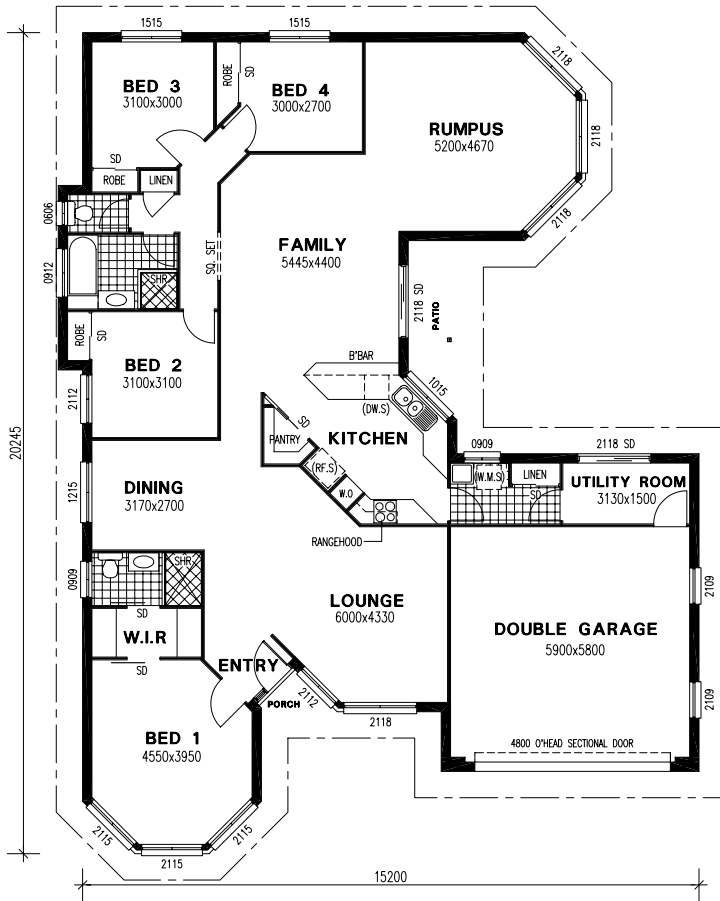 1515
1515
BED 3
3100x3000
ROBE
SD
BED 4
3000x2700
2118
RUMPUS
5200x4670
2118
2118
SD
ROBE
LINEN
0606
0912
SHR
SQ. SET
FAMILY
5445x4400
2118 SD
PATIO
ROBE
SD
BED 2
3100x3100
2112
B'BAR
(DW.S)
1015
SD
PANTRY
KITCHEN
(RF.S)
W.O
RANGEHOOD
0909
(W.M.S)
LINEN
SD
2118 SD
UTILITY ROOM
3130x1500
20245
1215
DINING
3170x2700
0909
SHR
SD
W.I.R
SD
LOUNGE
6000x4330
DOUBLE GARAGE
5900x5800
2109
2109
ENTRY
PORCH
2112
2118
4800 O'HEAD SECTIONAL DOOR
BED 1
4550x3950
2115
2115
2115
15200